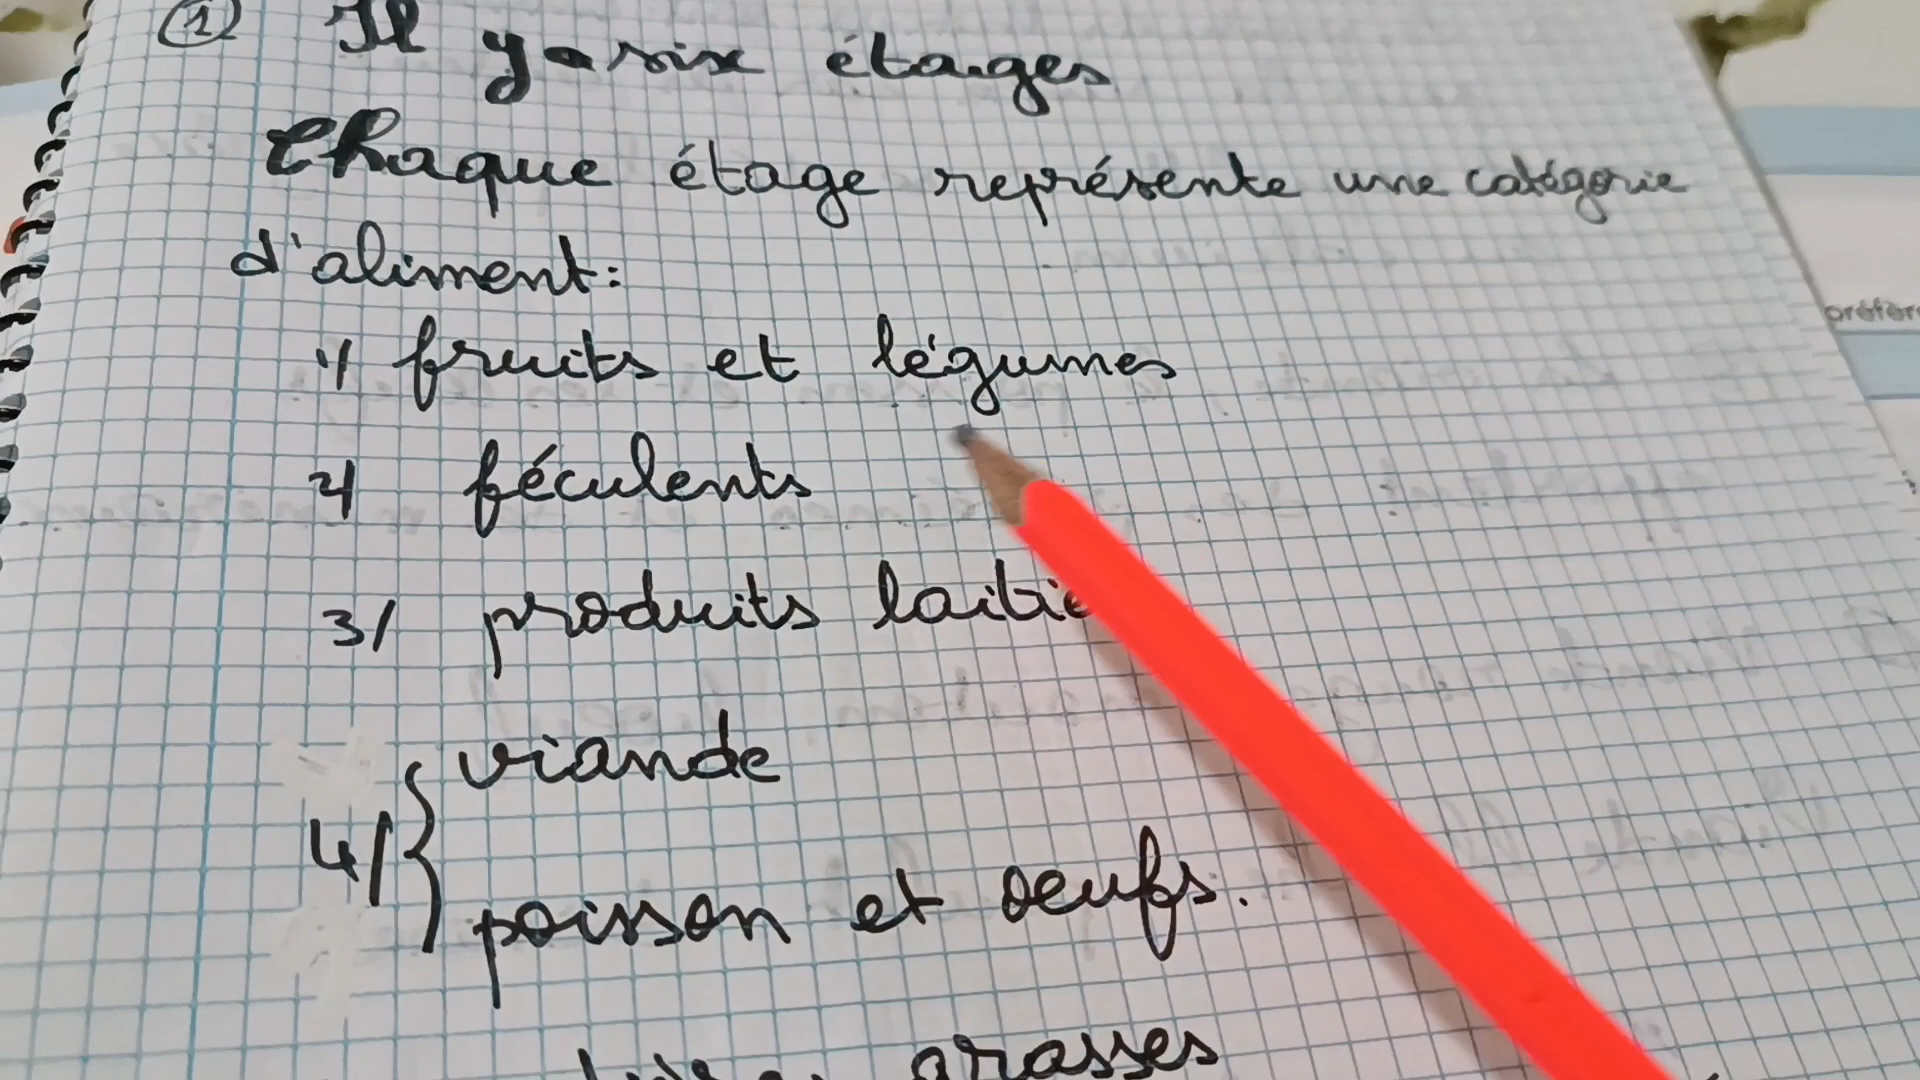 ① Il y a six étages
Chaque étage représente une catégorie
d'aliment:
1/ fruits et légumes
2/ féculents
3/ produits laitie
4/ { viande
poisson et oeufs.
grasses